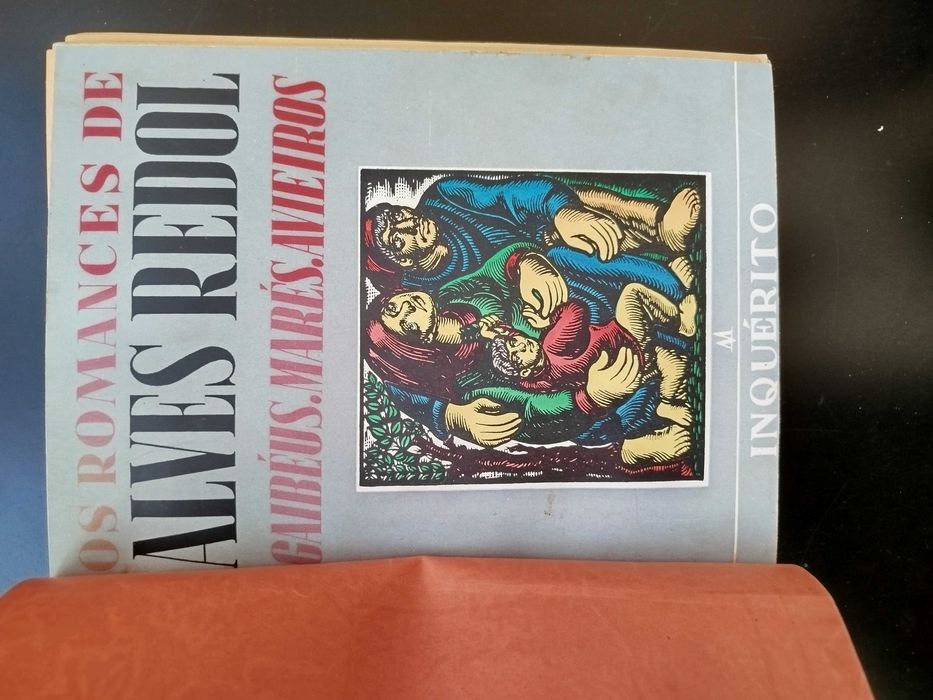 OS ROMANCES DE
ALVES REDOL
GAIBÉUS.MARÉS.AVIEIROS
INQUÉRITO